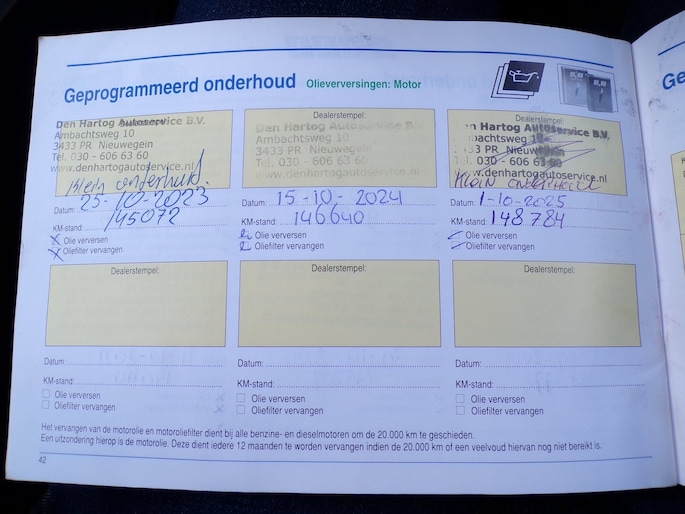 Geprogrammeerd onderhoud Olieverversingen: Motor
Dealerstempel:
Den Hartog Autoservice B.V.
Ambachtsweg 10
3433 PR Nieuwegein
Tel. 030 - 606 63 60
www.denhartogautoservice.nl
klein onderhoud.
Datum: 25-10-2023
KM-stand: 145072
Olie verversen
Oliefilter vervangen
Dealerstempel:
Den Hartog Autoservice B.V.
Ambachtsweg 10
3433 PR Nieuwegein
Tel. 030 - 606 63 60
www.denhartogautoservice.nl
Datum: 15-10-2024
KM-stand: 146640
Olie verversen
Oliefilter vervangen
Dealerstempel:
Den Hartog Autoservice B.V.
Ambachtsweg 10
3433 PR Nieuwegein
Tel. 030 - 606 63 60
www.denhartogautoservice.nl
Klein onderhoud
Datum: 1-10-2025
KM-stand: 148784
Olie verversen
Oliefilter vervangen
Dealerstempel:
Datum:
KM-stand:
Olie verversen
Oliefilter vervangen
Dealerstempel:
Datum:
KM-stand:
Olie verversen
Oliefilter vervangen
Dealerstempel:
Datum:
KM-stand:
Olie verversen
Oliefilter vervangen
Het vervangen van de motorolie en motoroliefilter dient bij alle benzine- en dieselmotoren om de 20.000 km te geschieden.
Een uitzondering hierop is de motorolie. Deze dient iedere 12 maanden te worden vervangen indien de 20.000 km of een veelvoud hiervan nog niet bereikt is.
42
Ge